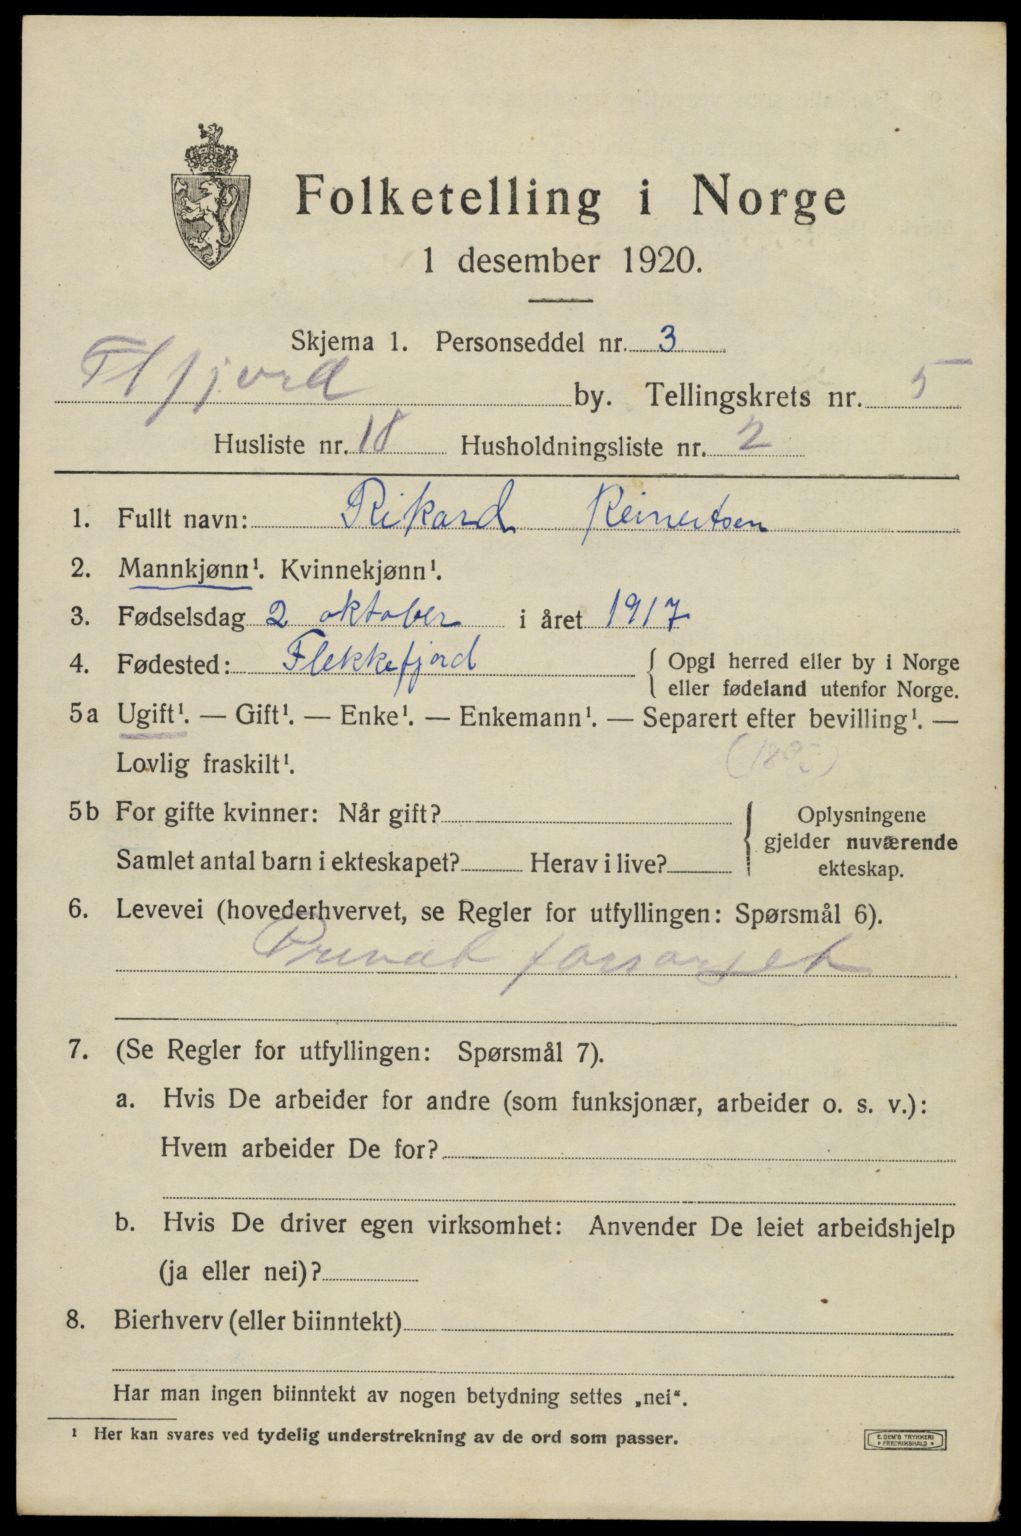 Folketelling i Norge
1 desember 1920.
Skjema 1. Personseddel nr. 3
Flfjord by. Tellingskrets nr. 5
Husliste nr. 18 Husholdningsliste nr. 2
1. Fullt navn: Rikard Reinertsen
2. Mannkjønn¹. Kvinnekjønn¹.
3. Fødselsdag 2 oktober i året 1917
4. Fødested: Flekkefjord { Opgi herred eller by i Norge
eller fødeland utenfor Norge.
5a Ugift¹. — Gift¹. — Enke¹. — Enkemann¹. — Separert efter bevilling¹. —
Lovlig fraskilt¹.
5b For gifte kvinner: Når gift? { Oplysningene
gjelder nuværende
Samlet antal barn i ekteskapet? Herav i live? ekteskap.
6. Levevei (hovederhvervet, se Regler for utfyllingen: Spørsmål 6).
Privat forsørget
7. (Se Regler for utfyllingen: Spørsmål 7).
a. Hvis De arbeider for andre (som funksjonær, arbeider o. s. v.):
Hvem arbeider De for?
b. Hvis De driver egen virksomhet: Anvender De leiet arbeidshjelp
(ja eller nei)?
8. Bierhverv (eller biinntekt)
Har man ingen biinntekt av nogen betydning settes „nei“.
¹ Her kan svares ved tydelig understrekning av de ord som passer.
E. SEM'S TRYKKERI
FREDRIKSHALD